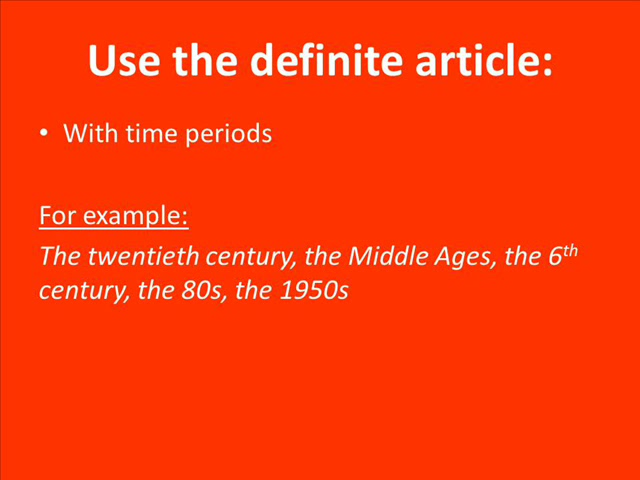 Use the definite article:
• With time periods
For example:
The twentieth century, the Middle Ages, the 6th
century, the 80s, the 1950s